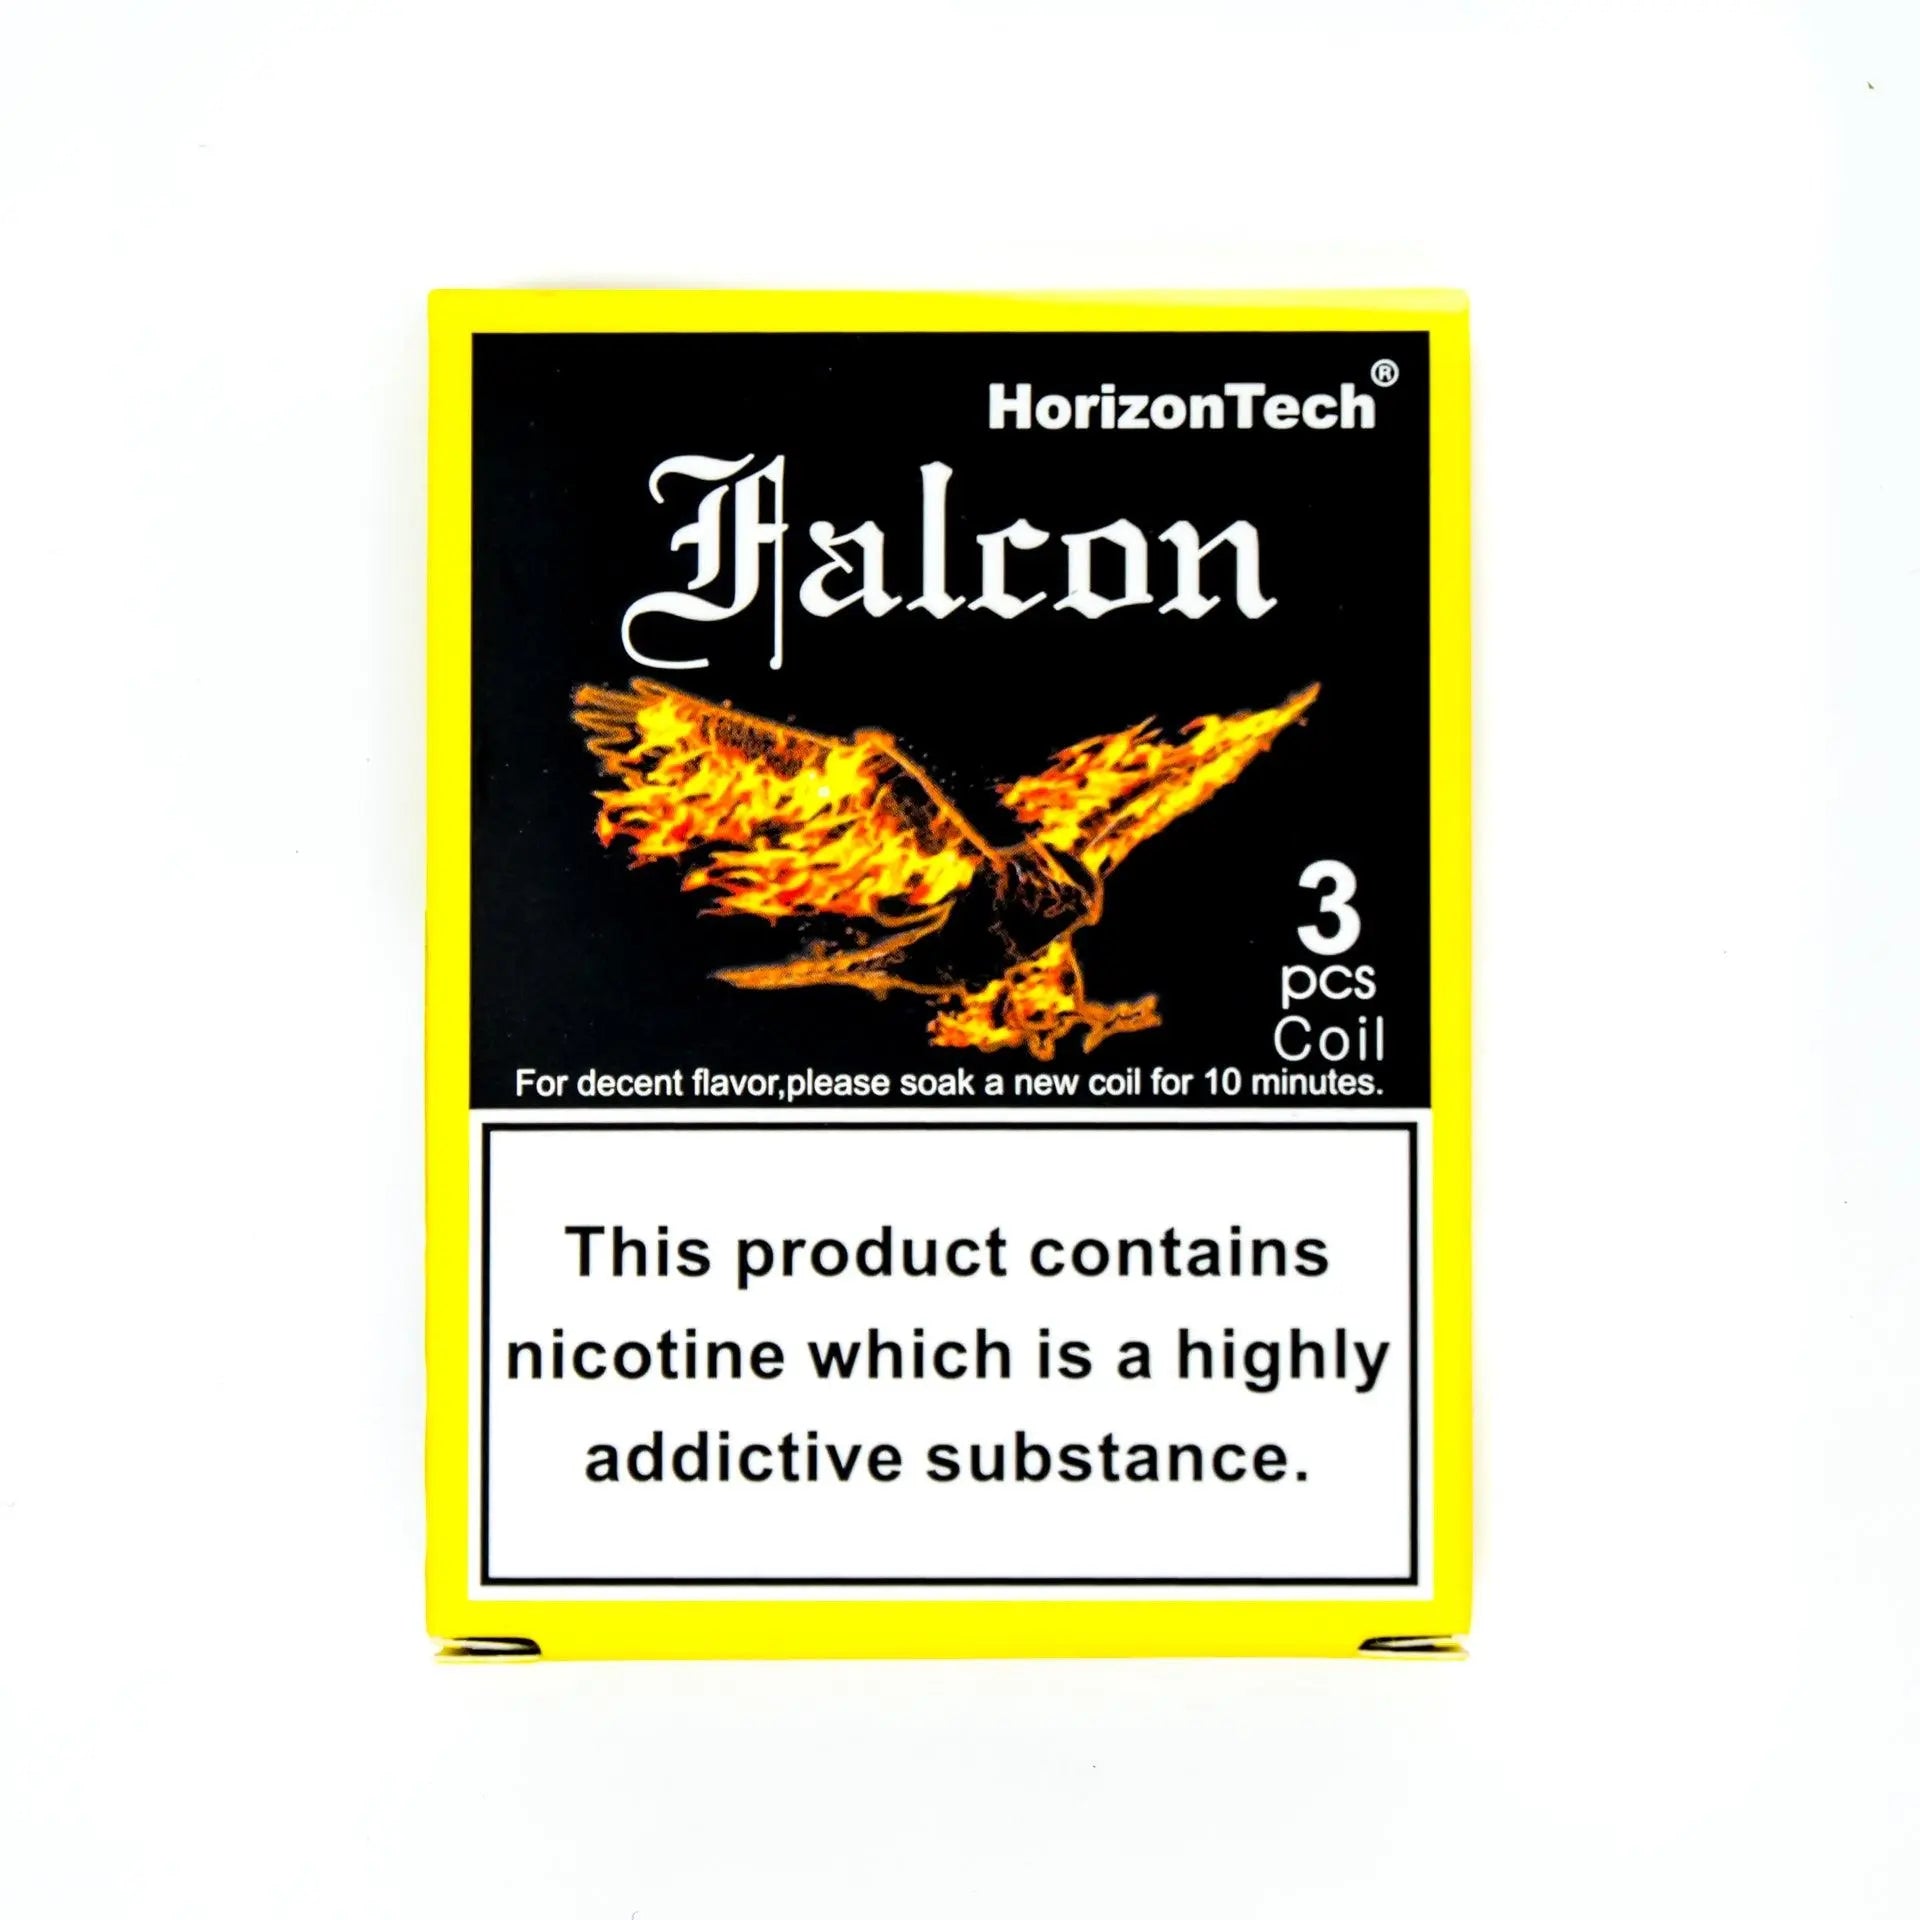 HorizonTech®
Falcon
3
pcs
Coil
For decent flavor,please soak a new coil for 10 minutes.
This product contains
nicotine which is a highly
addictive substance.